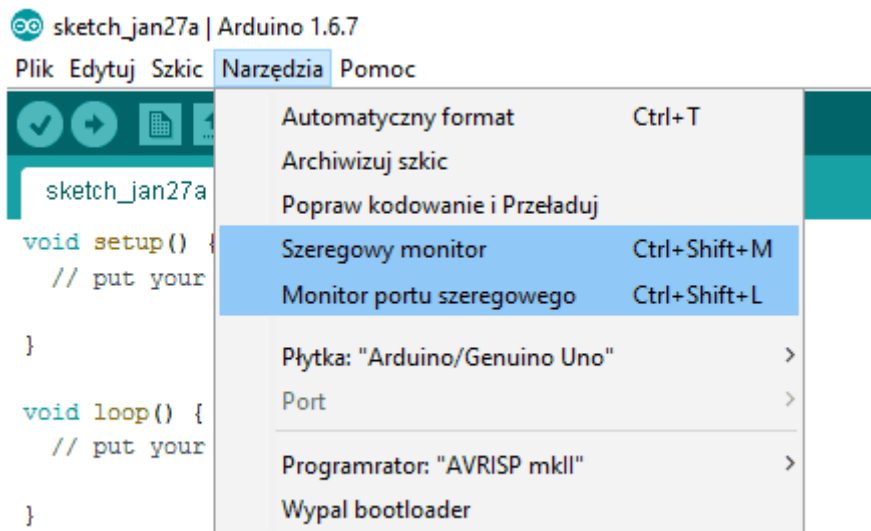 sketch_jan27a | Arduino 1.6.7
Plik Edytuj Szkic Narzędzia Pomoc
Automatyczny format Ctrl+T
Archiwizuj szkic
Popraw kodowanie i Przeładuj
Szeregowy monitor Ctrl+Shift+M
Monitor portu szeregowego Ctrl+Shift+L
Płytka: "Arduino/Genuino Uno"
Port
Programrator: "AVRISP mkII"
Wypal bootloader
sketch_jan27a
void setup() {
// put your
}
void loop() {
// put your
}